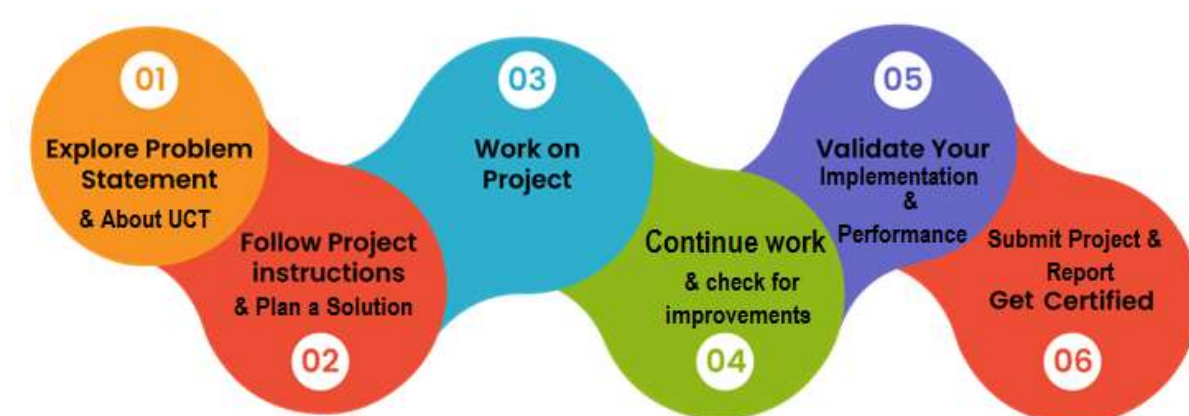 01
Explore Problem
Statement
& About UCT
Follow Project
instructions
& Plan a Solution
02
03
Work on
Project
Continue work
& check for
improvements
04
05
Validate Your
Implementation
&
Performance
Submit Project &
Report
Get Certified
06